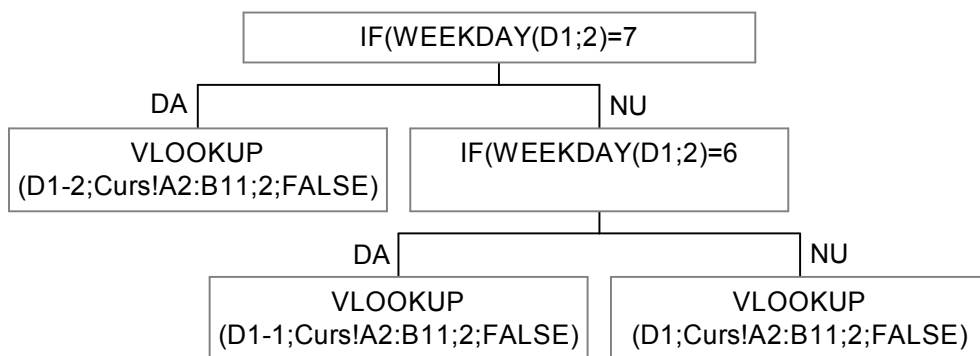 IF(WEEKDAY(D1;2)=7
DA
NU
VLOOKUP
(D1-2;Curs!A2:B11;2;FALSE)
IF(WEEKDAY(D1;2)=6
DA
NU
VLOOKUP
(D1-1;Curs!A2:B11;2;FALSE)
VLOOKUP
(D1;Curs!A2:B11;2;FALSE)